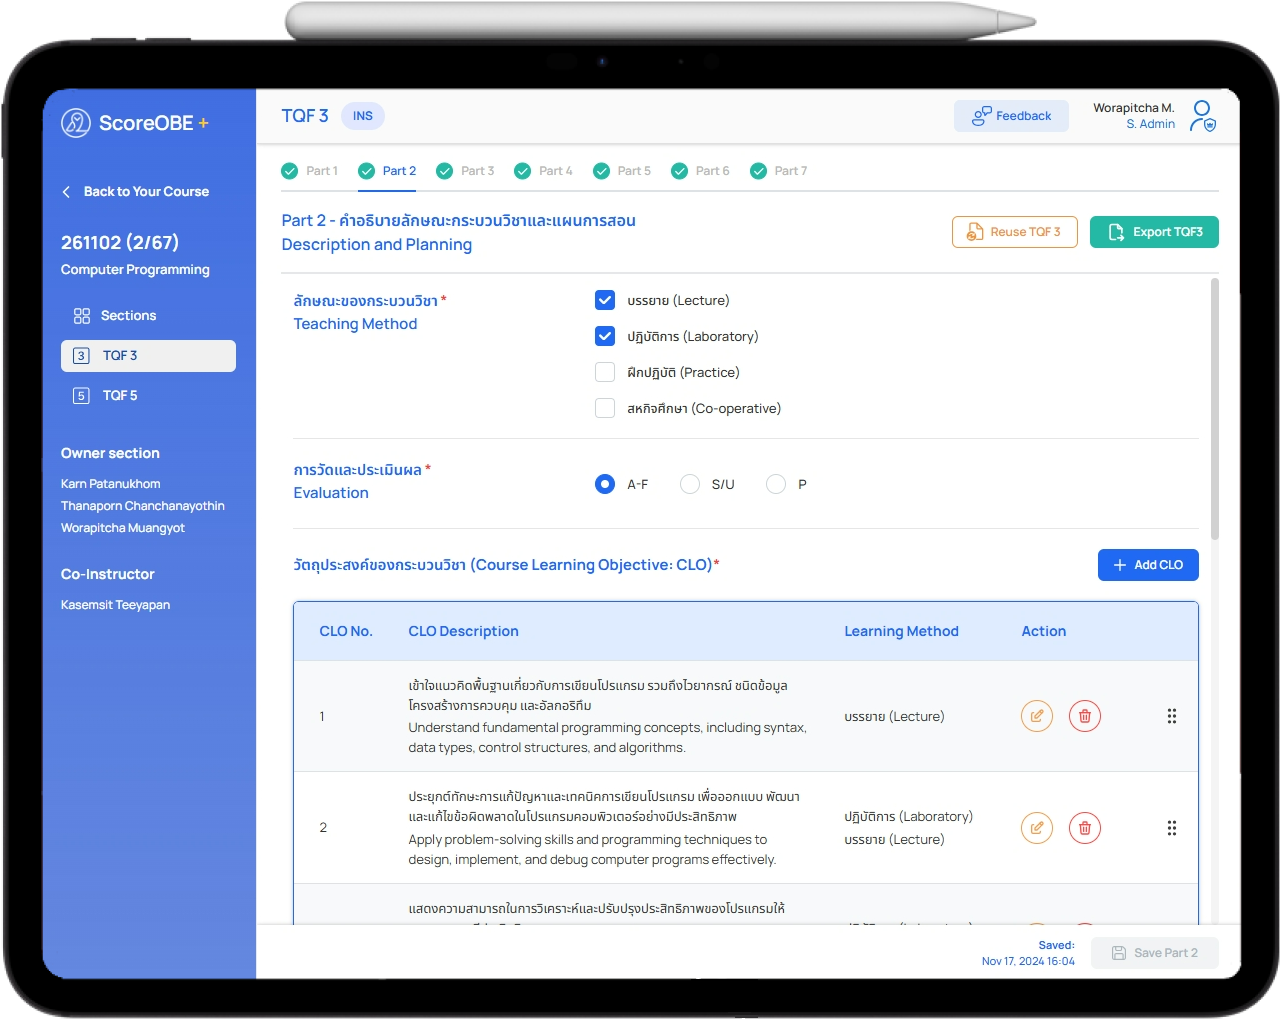 ScoreOBE +
Back to Your Course
261102 (2/67)
Computer Programming
Sections
3 TQF 3
5 TQF 5
Owner section
Karn Patanukhom
Thanaporn Chanchanayothin
Worapitcha Muangyot
Co-Instructor
Kasemsit Teeyapan
TQF 3 INS
Feedback
Worapitcha M.
S. Admin
Part 1 Part 2 Part 3 Part 4 Part 5 Part 6 Part 7
Part 2 - คำอธิบายลักษณะกระบวนวิชาและแผนการสอน
Description and Planning
Reuse TQF 3
Export TQF3
ลักษณะของกระบวนวิชา *
Teaching Method
บรรยาย (Lecture)
ปฏิบัติการ (Laboratory)
ฝึกปฏิบัติ (Practice)
สหกิจศึกษา (Co-operative)
การวัดและประเมินผล *
Evaluation
A-F S/U P
วัตถุประสงค์ของกระบวนวิชา (Course Learning Objective: CLO)*
Add CLO
CLO No. CLO Description Learning Method Action
1
เข้าใจแนวคิดพื้นฐานเกี่ยวกับการเขียนโปรแกรม รวมถึงไวยากรณ์ ชนิดข้อมูล
โครงสร้างการควบคุม และอัลกอริทึม
Understand fundamental programming concepts, including syntax,
data types, control structures, and algorithms.
บรรยาย (Lecture)
2
ประยุกต์ทักษะการแก้ปัญหาและเทคนิคการเขียนโปรแกรม เพื่อออกแบบ พัฒนา
และแก้ไขข้อผิดพลาดในโปรแกรมคอมพิวเตอร์อย่างมีประสิทธิภาพ
Apply problem-solving skills and programming techniques to
design, implement, and debug computer programs effectively.
ปฏิบัติการ (Laboratory)
บรรยาย (Lecture)
แสดงความสามารถในการวิเคราะห์และปรับปรุงประสิทธิภาพของโปรแกรมให้
Saved:
Nov 17, 2024 16:04
Save Part 2